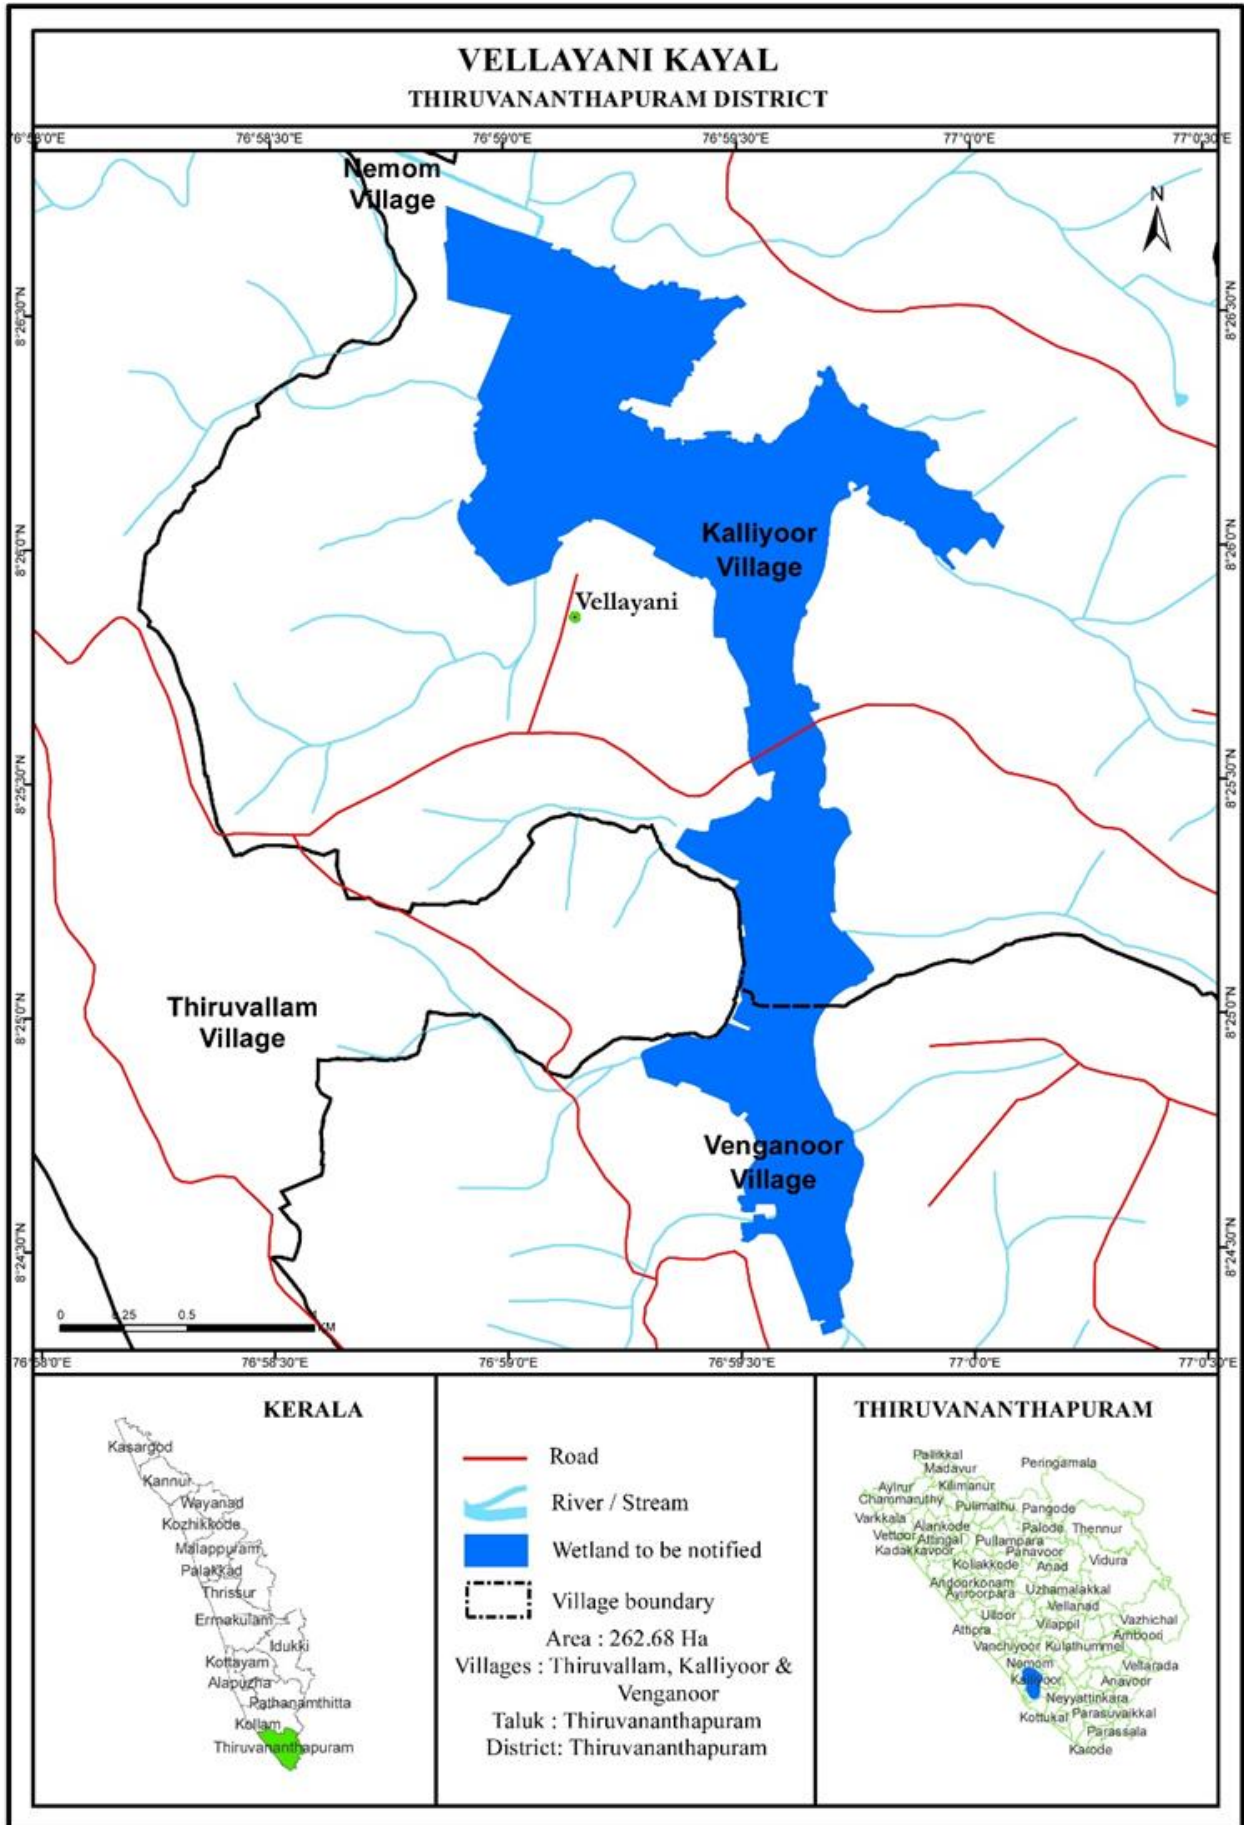 VELLAYANI KAYAL
THIRUVANANTHAPURAM DISTRICT
76°58'0"E 76°58'30"E 76°59'0"E 76°59'30"E 77°0'0"E 77°0'30"E
Nemom
Village
N
8°26'30"N 8°26'30"N
Kalliyoor
Village
8°26'0"N 8°26'0"N
Vellayani
8°25'30"N 8°25'30"N
Thiruvallam
Village
8°25'0"N 8°25'0"N
Venganoor
Village
8°24'30"N 8°24'30"N
0 0.25 0.5 1
KM
76°58'0"E 76°58'30"E 76°59'0"E 76°59'30"E 77°0'0"E 77°0'30"E
KERALA
Kasargod
Kannur
Wayanad
Kozhikkode
Malappuram
Palakkad
Thrissur
Ermakulam
Idukki
Kottayam
Alapuzha
Pathanamthitta
Kollam
Thiruvananthapuram
Road
River / Stream
Wetland to be notified
Village boundary
Area : 262.68 Ha
Villages : Thiruvallam, Kalliyoor &
Venganoor
Taluk : Thiruvananthapuram
District: Thiruvananthapuram
THIRUVANANTHAPURAM
Pallikkal
Madavur
Peringamala
Kilimanur
Chammaruthy
Pulimathu Pangode
Varkkala
Alankode
Palode Thennur
Vettoor
Attingal
Pullampara
Kadakkavoor
Panavoor
Koliakkode
Anad
Vidura
Andoorkonam
Ayiroorpara
Uzhamalakkal
Vellanad
Ulloor
Vilappil
Vazhichal
Attipra
Amboori
Vanchiyoor Kulathummel
Nemom
Vellarada
Kalliyoor
Anavoor
Neyyattinkara
Kottukal
Parasuvaikkal
Parassala
Karode